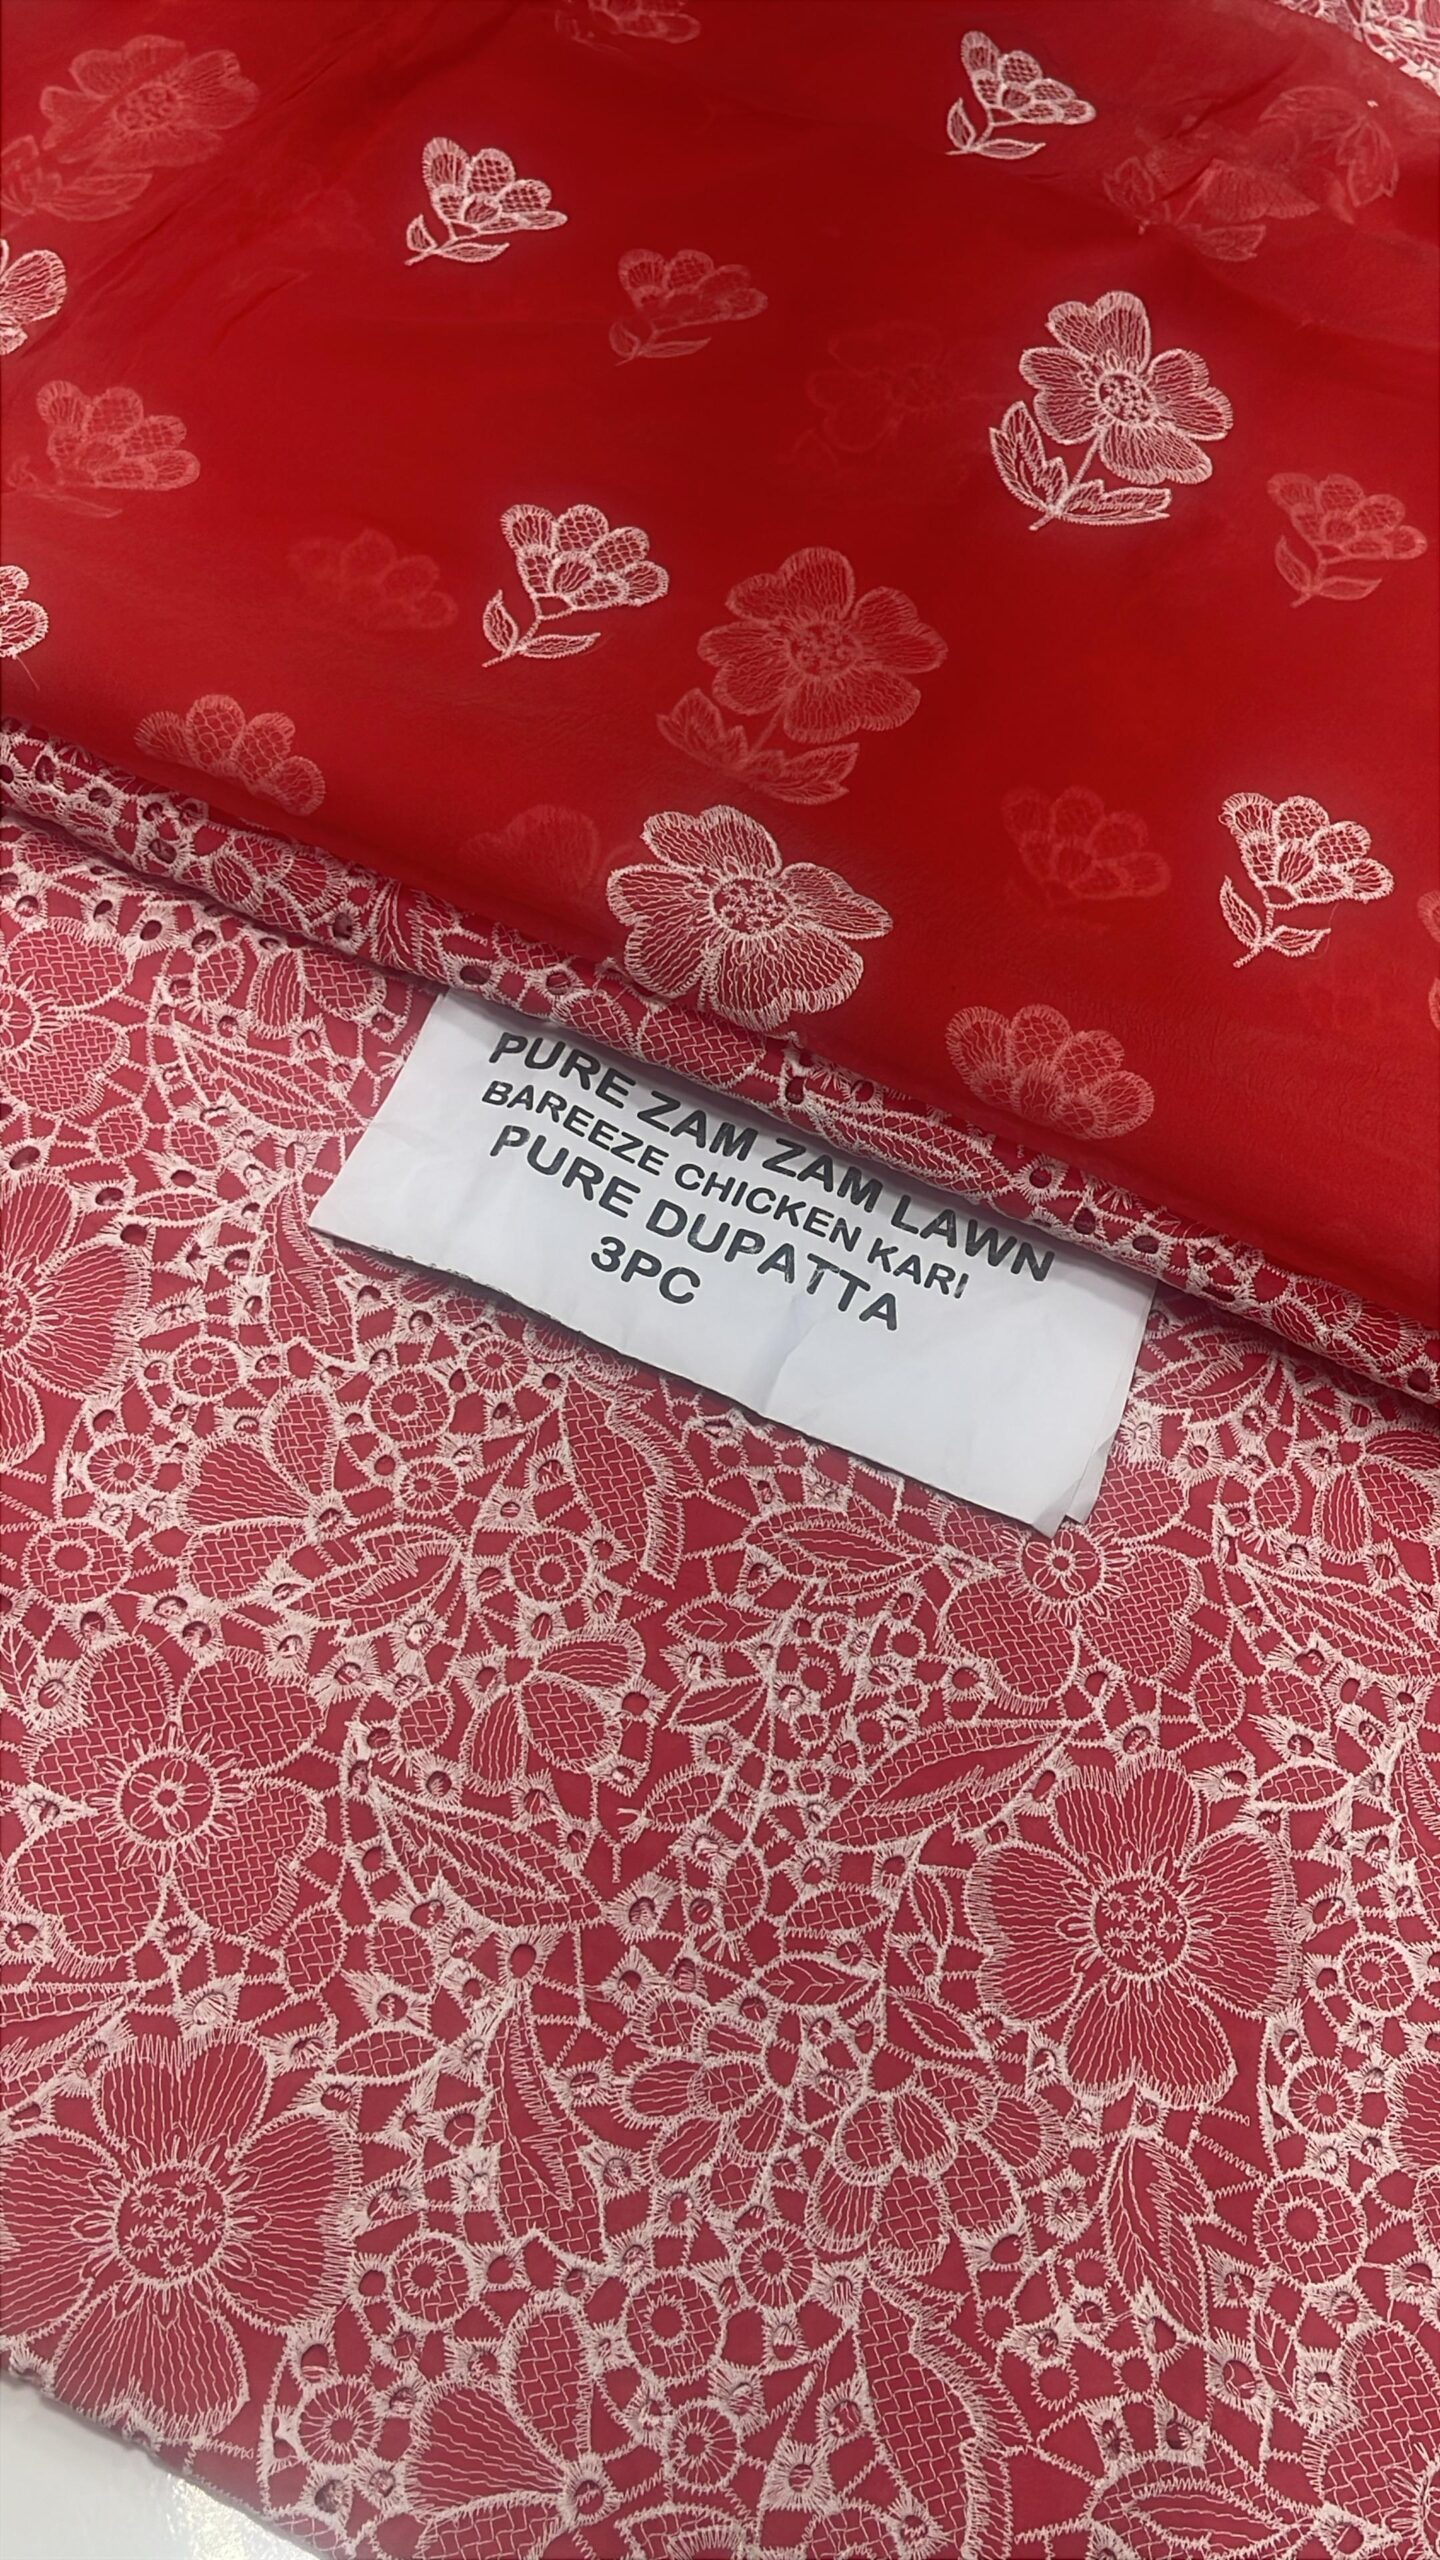 PURE ZAM ZAM LAWN
BAREEZE CHICKEN KARI
PURE DUPATTA
3PC